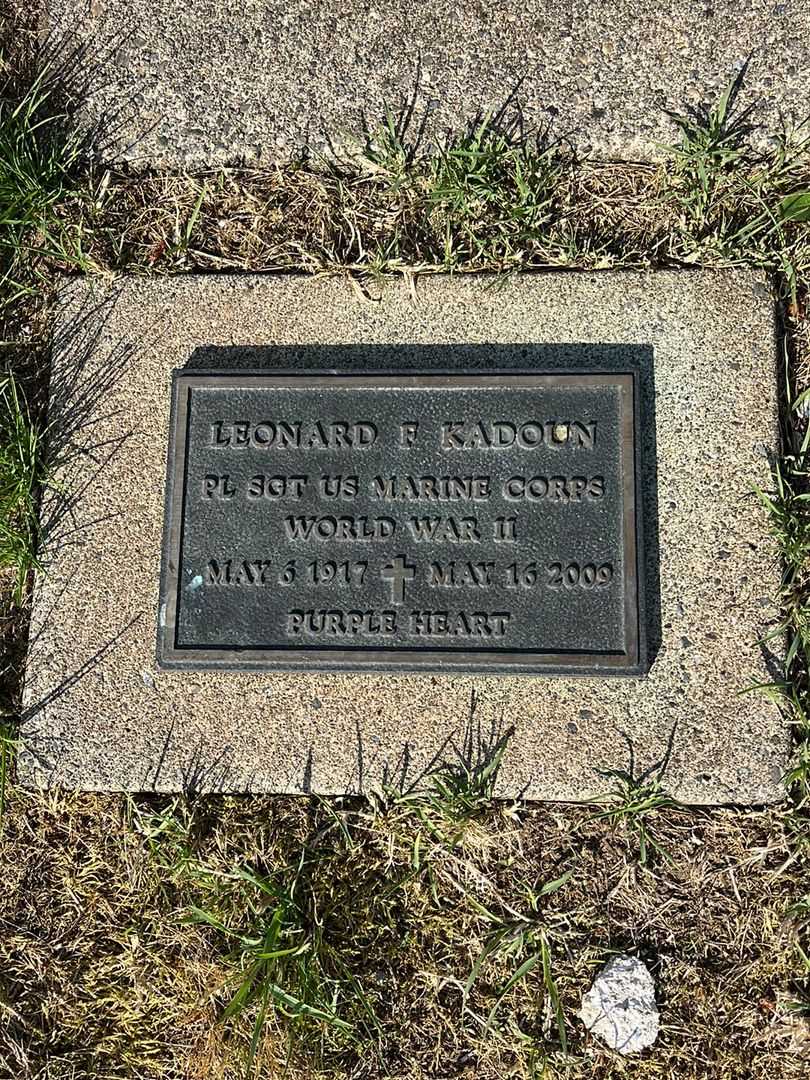 LEONARD F KADOUN
PL SGT US MARINE CORPS
WORLD WAR II
MAY 6 1917 MAY 16 2009
PURPLE HEART